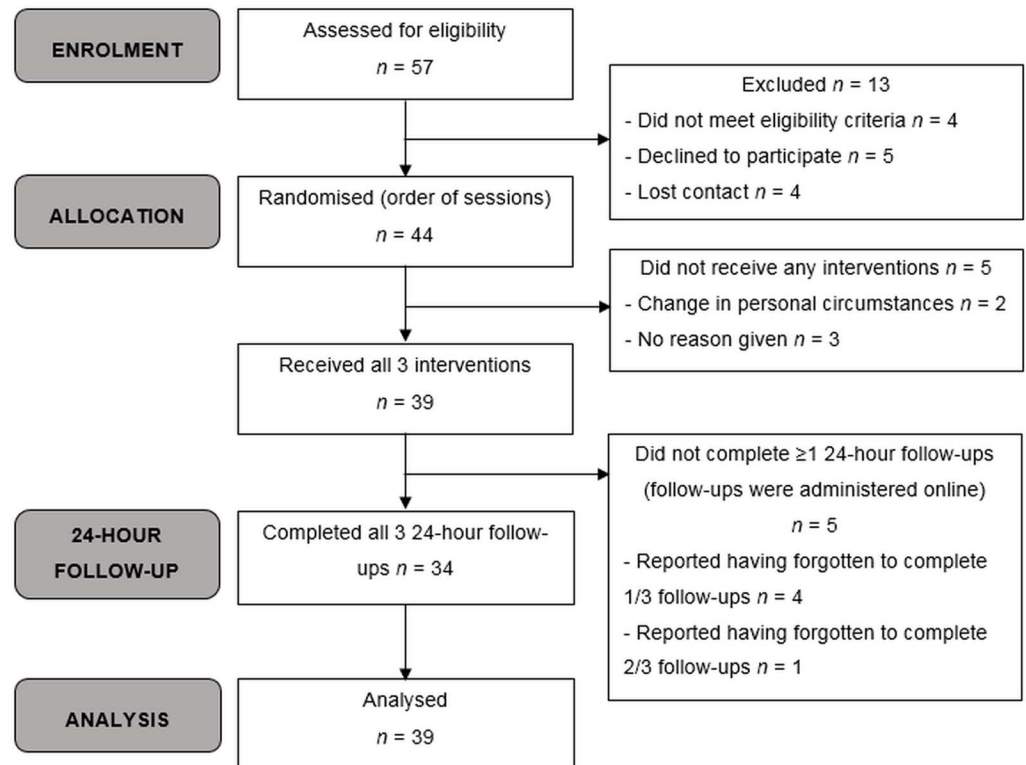 ENROLMENT
Assessed for eligibility
n = 57
Excluded n = 13
- Did not meet eligibility criteria n = 4
- Declined to participate n = 5
- Lost contact n = 4
ALLOCATION
Randomised (order of sessions)
n = 44
Did not receive any interventions n = 5
- Change in personal circumstances n = 2
- No reason given n = 3
Received all 3 interventions
n = 39
Did not complete ≥1 24-hour follow-ups
(follow-ups were administered online)
n = 5
- Reported having forgotten to complete
1/3 follow-ups n = 4
- Reported having forgotten to complete
2/3 follow-ups n = 1
24-HOUR
FOLLOW-UP
Completed all 3 24-hour follow-
ups n = 34
ANALYSIS
Analysed
n = 39